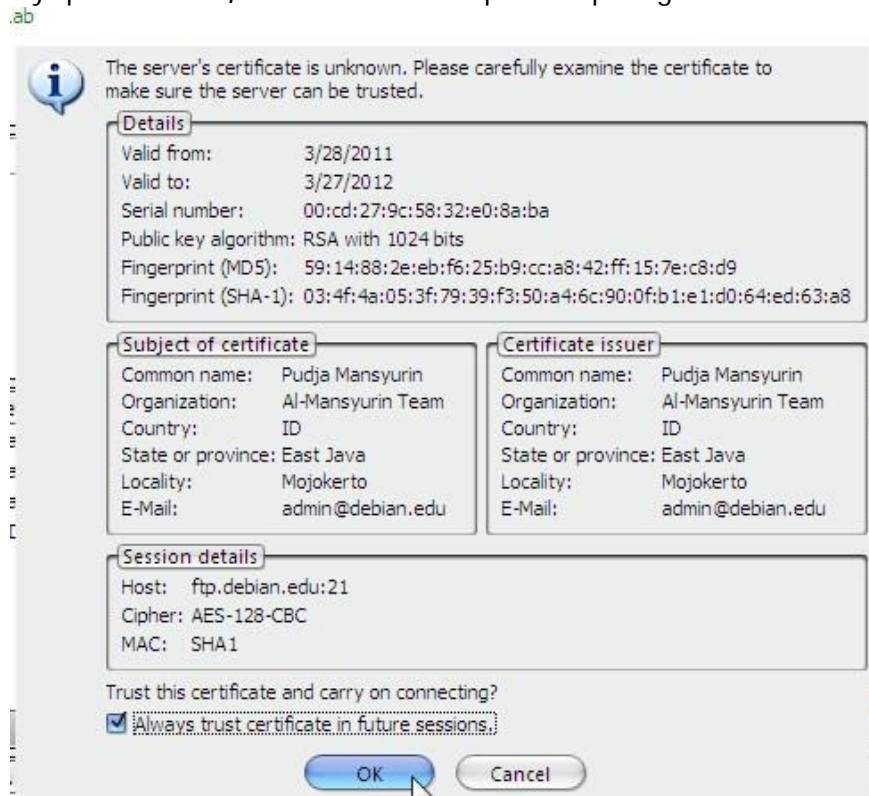 ab
The server's certificate is unknown. Please carefully examine the certificate to
make sure the server can be trusted.
Details
Valid from: 3/28/2011
Valid to: 3/27/2012
Serial number: 00:cd:27:9c:58:32:e0:8a:ba
Public key algorithm: RSA with 1024 bits
Fingerprint (MD5): 59:14:88:2e:eb:f6:25:b9:cc:a8:42:ff:15:7e:c8:d9
Fingerprint (SHA-1): 03:4f:4a:05:3f:79:39:f3:50:a4:6c:90:0f:b1:e1:d0:64:ed:63:a8
Subject of certificate
Common name: Pudja Mansyurin
Organization: Al-Mansyurin Team
Country: ID
State or province: East Java
Locality: Mojokerto
E-Mail: admin@debian.edu
Certificate issuer
Common name: Pudja Mansyurin
Organization: Al-Mansyurin Team
Country: ID
State or province: East Java
Locality: Mojokerto
E-Mail: admin@debian.edu
Session details
Host: ftp.debian.edu:21
Cipher: AES-128-CBC
MAC: SHA1
Trust this certificate and carry on connecting?
Always trust certificate in future sessions.
OK Cancel